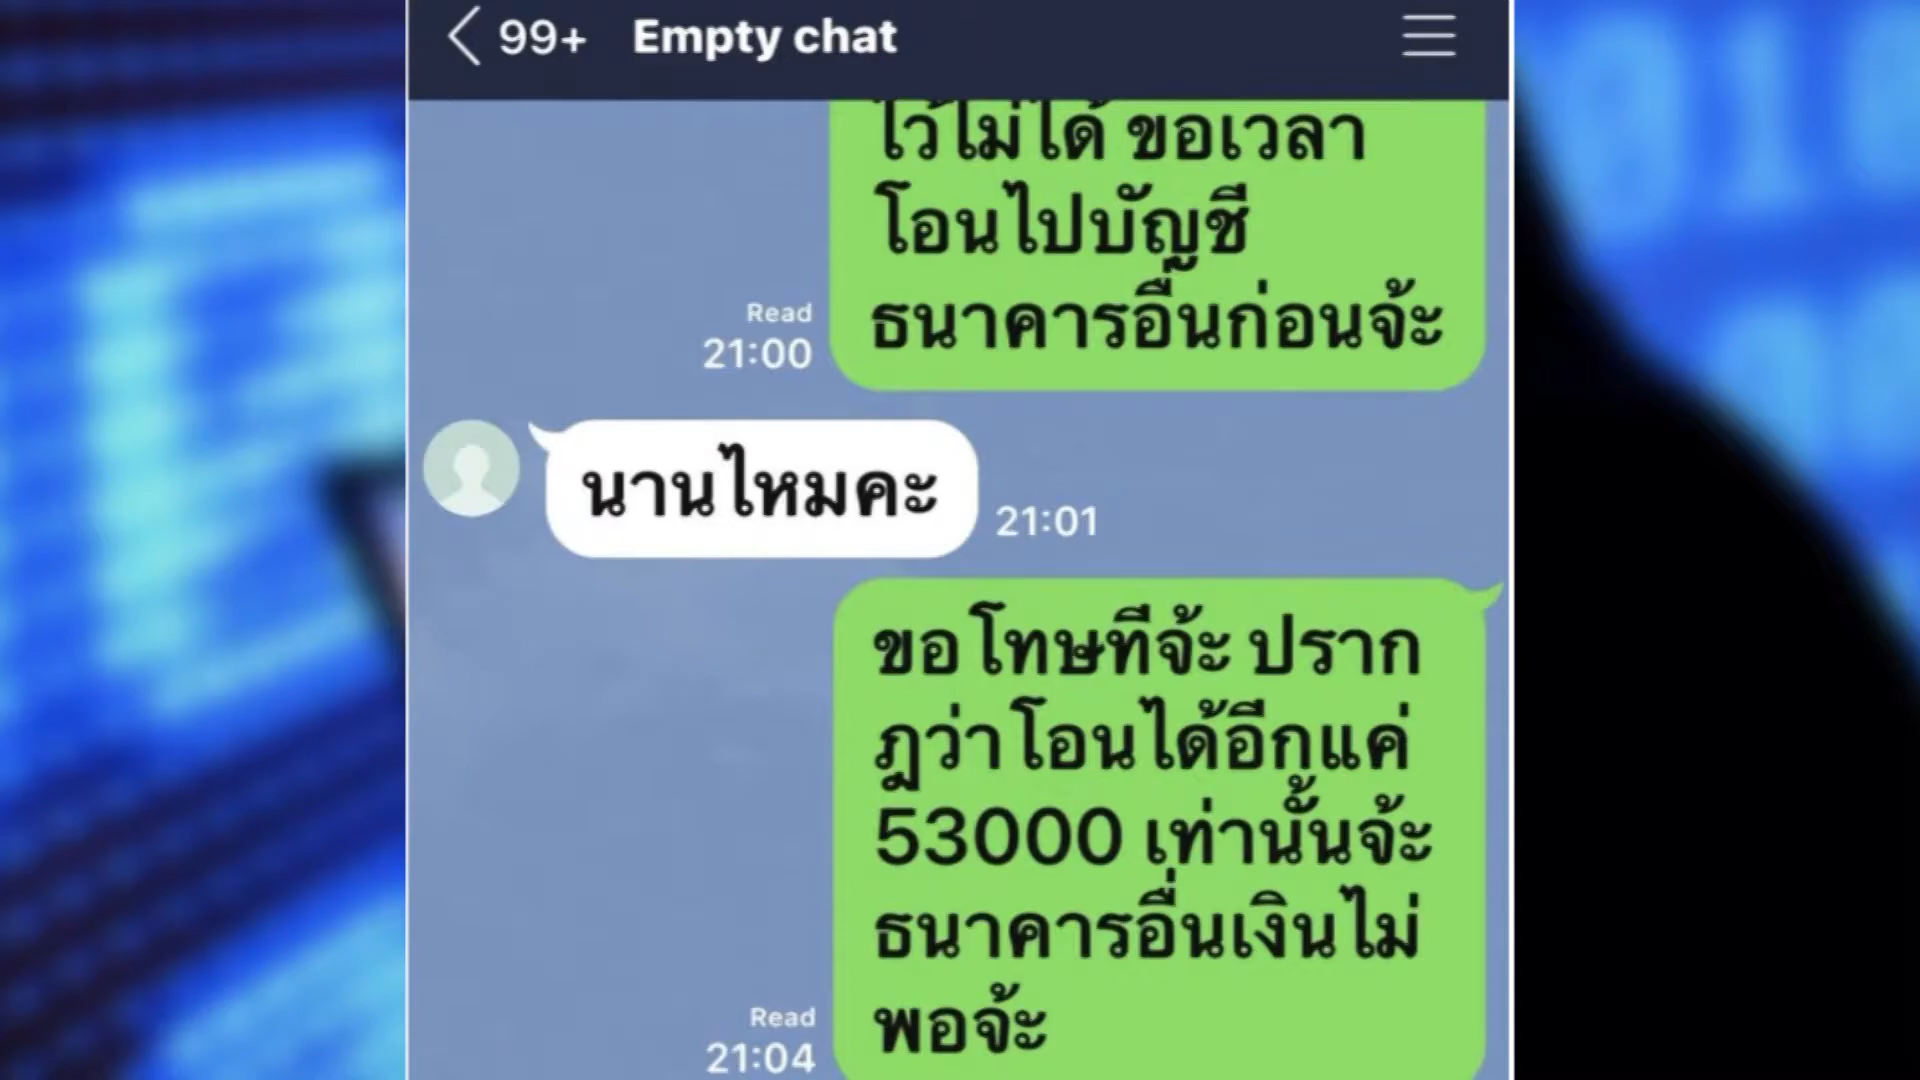 99+ Empty chat
ไว้ไม่ได้ ขอเวลา
โอนไปบัญชี
ธนาคารอื่นก่อนจ้ะ
Read
21:00
นานไหมคะ
21:01
ขอโทษทีจ้ะ ปราก
ฎว่าโอนได้อีกแค่
53000 เท่านั้นจ้ะ
ธนาคารอื่นเงินไม่
พอจ้ะ
Read
21:04